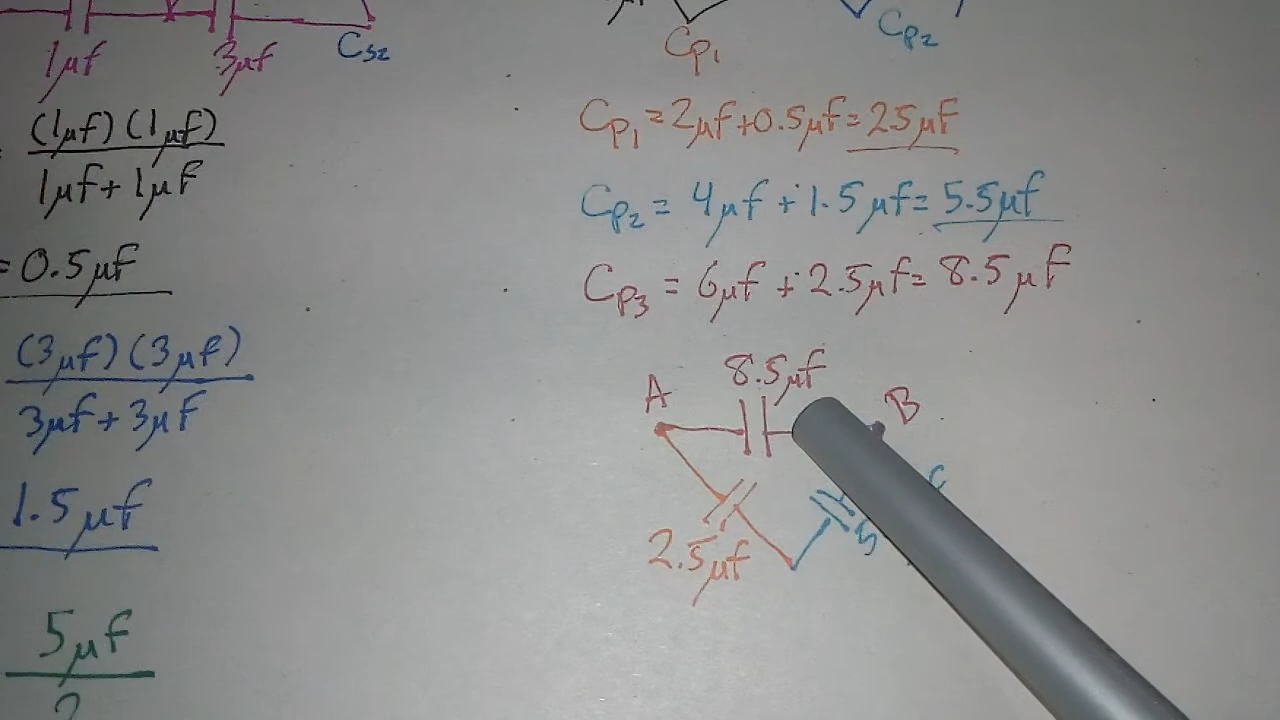 1μf 3μf Cs2
Cp1 Cp2
(1μf)(1μf)
1μf+1μF
= 0.5μF
(3μf)(3μf)
3μf+3μF
1.5μf
5μf
2
Cp1=2μf+0.5μf=25μF
Cp2= 4μf+1.5μf= 5.5μf
Cp3= 6μf+2.5μf= 8.5μF
8.5μf
A B
2.5μf